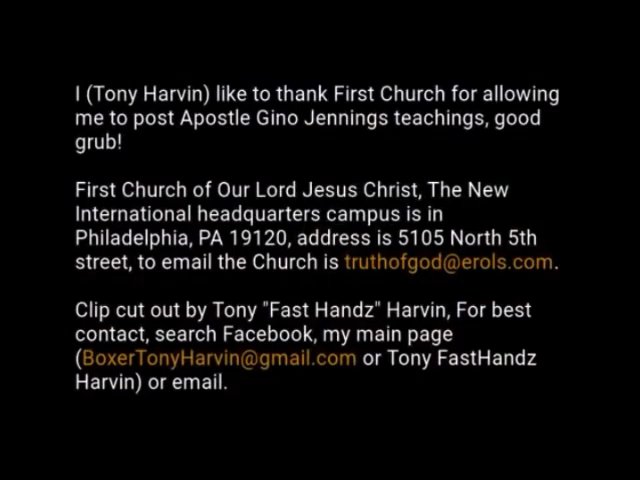 I (Tony Harvin) like to thank First Church for allowing
me to post Apostle Gino Jennings teachings, good
grub!
First Church of Our Lord Jesus Christ, The New
International headquarters campus is in
Philadelphia, PA 19120, address is 5105 North 5th
street, to email the Church is truthofgod@erols.com.
Clip cut out by Tony "Fast Handz" Harvin, For best
contact, search Facebook, my main page
(BoxerTonyHarvin@gmail.com or Tony FastHandz
Harvin) or email.